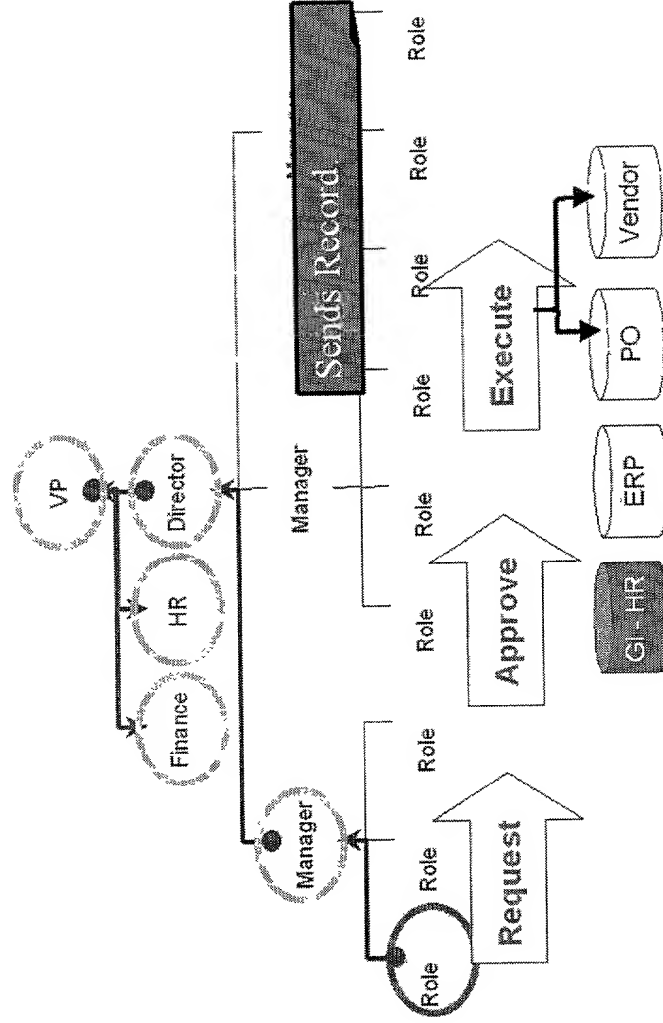 VP
Finance
HR
Director
Manager
Manager
Sends Record
Role
Role
Role
Role
Role
Role
Role
Role
Role
Request
Approve
Execute
GI - HR
ERP
PO
Vendor